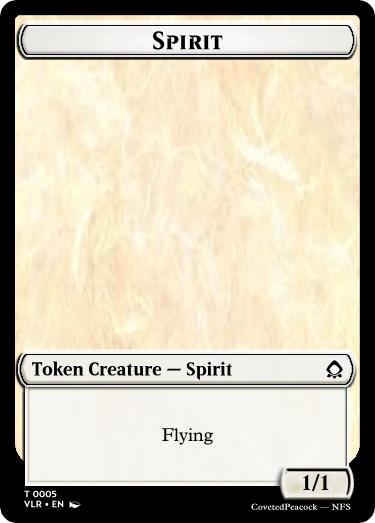 Spirit
Token Creature — Spirit
Flying
1/1
T 0005
VLR • EN
CovetedPeacock — NFS